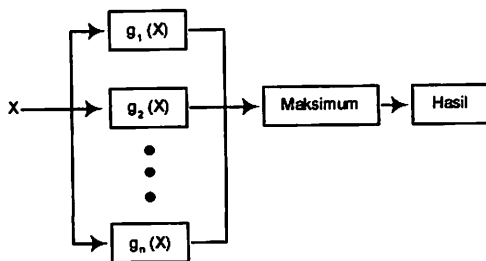 g₁ (X)
X
g₂ (X)
Maksimum
Hasil
gₙ (X)